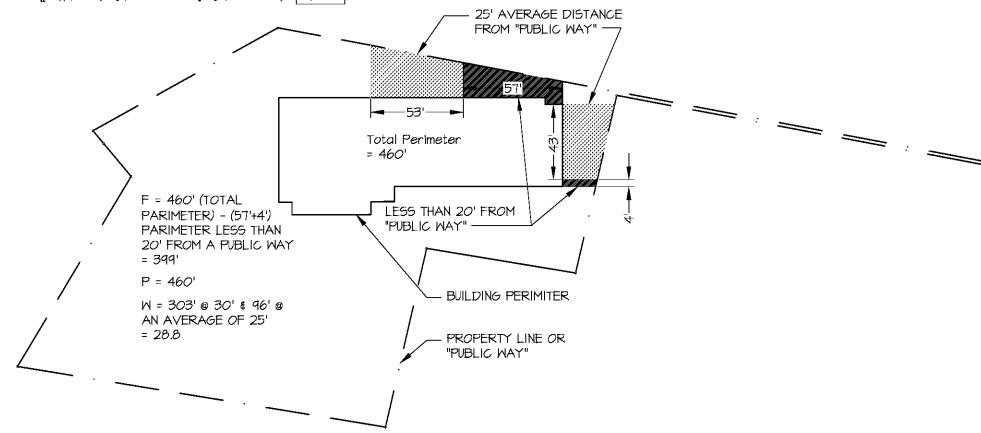 25' AVERAGE DISTANCE
FROM "PUBLIC WAY"
57'
53'
43'
Total Perimeter
= 460'
4'
LESS THAN 20' FROM
"PUBLIC WAY"
F = 460' (TOTAL
PARIMETER) - (57'+4')
PARIMETER LESS THAN
20' FROM A PUBLIC WAY
= 399'
P = 460'
W = 303' @ 30' & 96' @
AN AVERAGE OF 25'
= 28.8
BUILDING PERIMITER
PROPERTY LINE OR
"PUBLIC WAY"